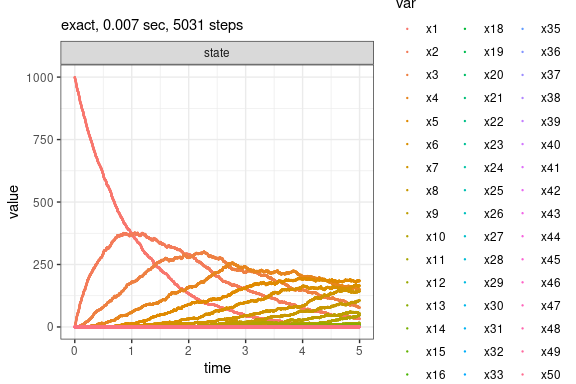 exact, 0.007 sec, 5031 steps
state
1000
750
500
250
0
value
0 1 2 3 4 5
time
var
x1 x18 x35
x2 x19 x36
x3 x20 x37
x4 x21 x38
x5 x22 x39
x6 x23 x40
x7 x24 x41
x8 x25 x42
x9 x26 x43
x10 x27 x44
x11 x28 x45
x12 x29 x46
x13 x30 x47
x14 x31 x48
x15 x32 x49
x16 x33 x50